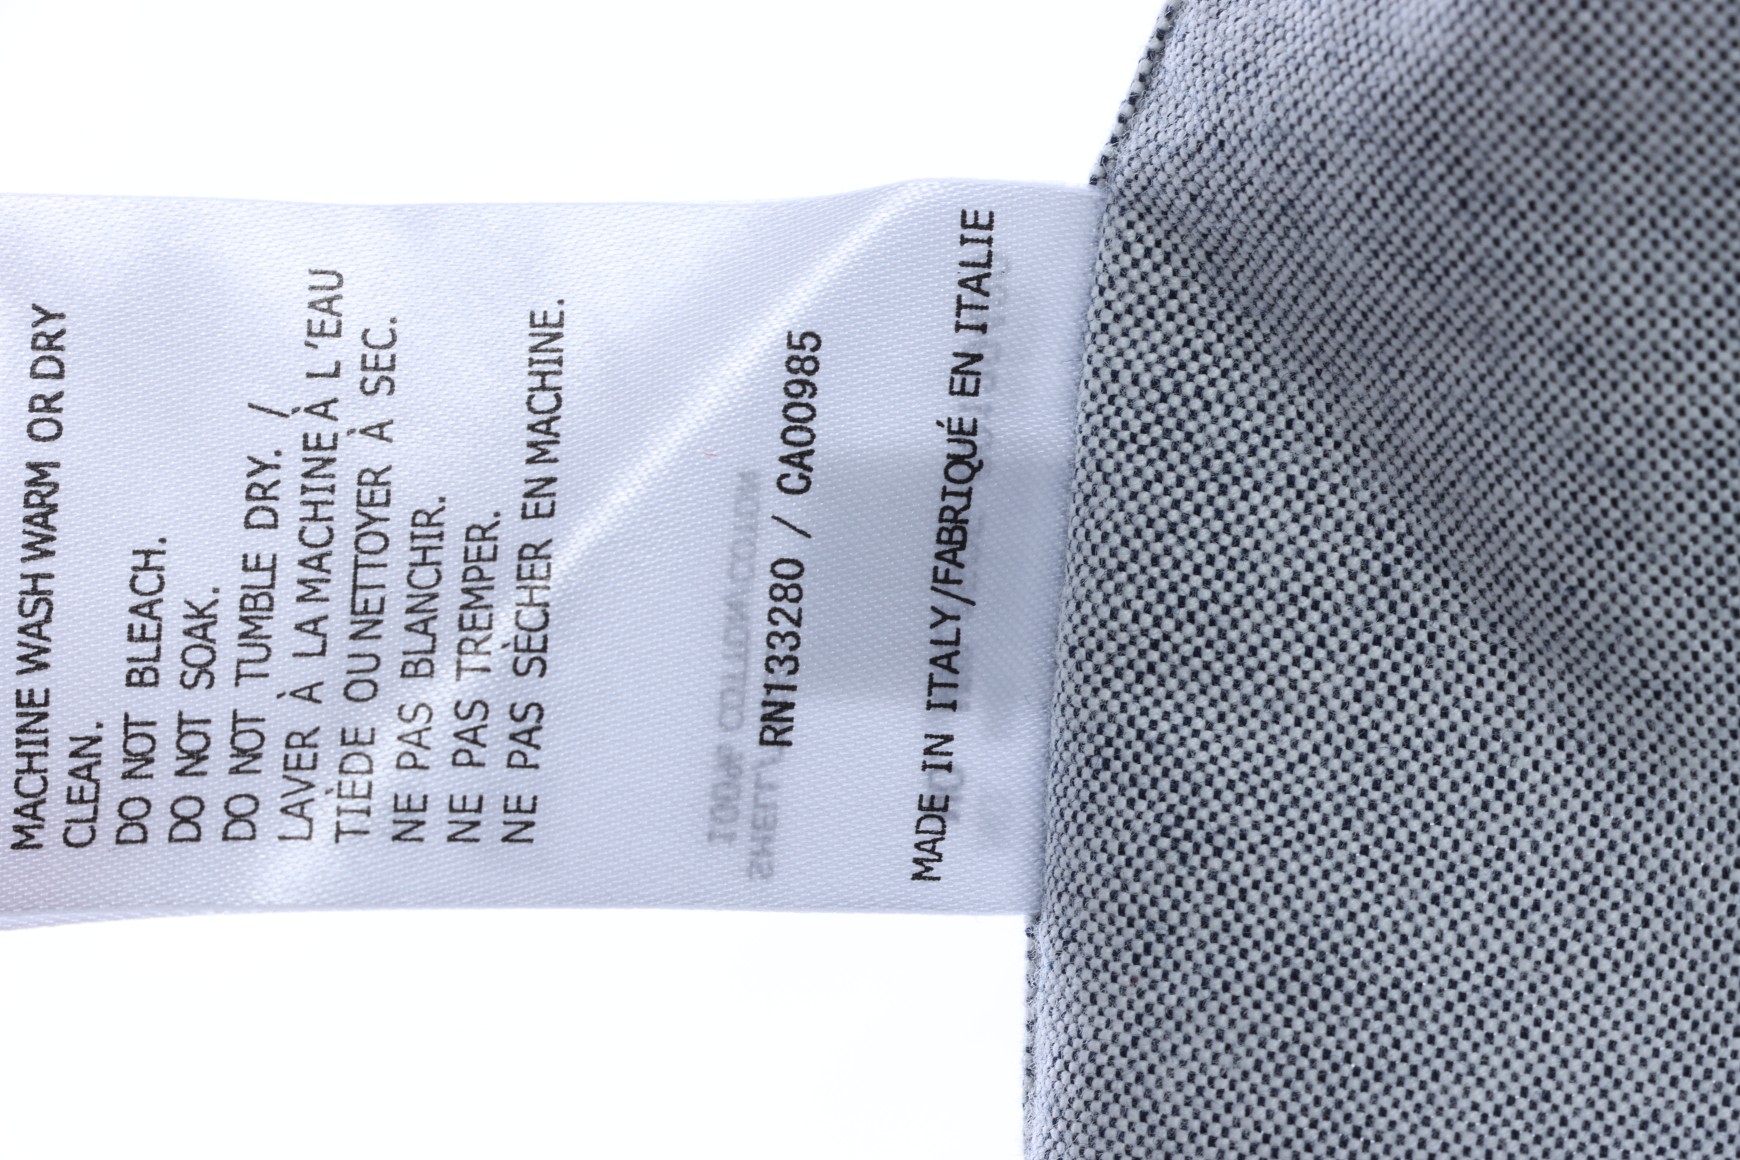 MACHINE WASH WARM OR DRY
CLEAN.
DO NOT BLEACH.
DO NOT SOAK.
DO NOT TUMBLE DRY. /
LAVER À LA MACHINE À L'EAU
TIÈDE OU NETTOYER À SEC.
NE PAS BLANCHIR.
NE PAS TREMPER.
NE PAS SÈCHER EN MACHINE.
RN133280 / CA00985
MADE IN ITALY/FABRIQUÉ EN ITALIE